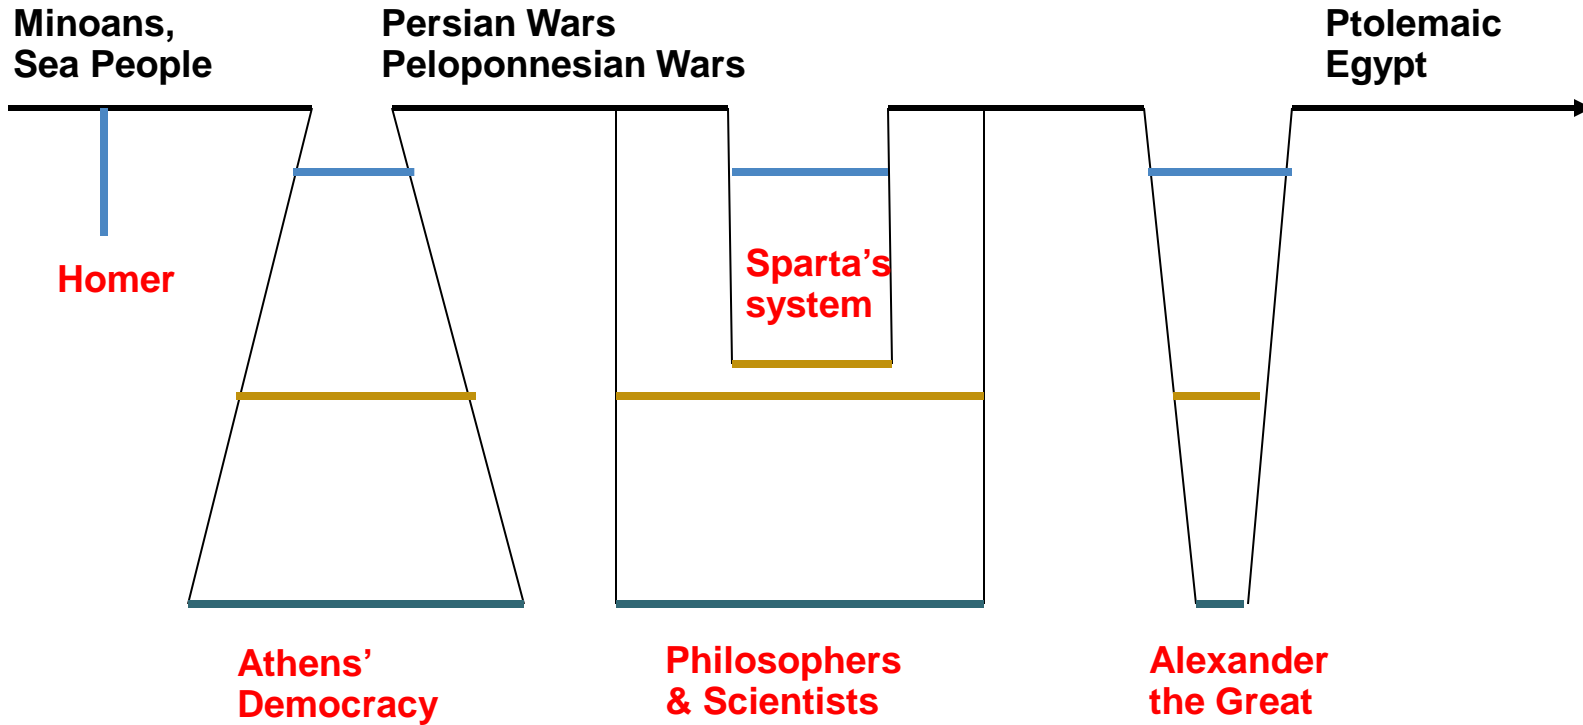 Minoans,
Sea People
Persian Wars
Peloponnesian Wars
Ptolemaic
Egypt
Homer
Sparta’s
system
Athens’
Democracy
Philosophers
& Scientists
Alexander
the Great